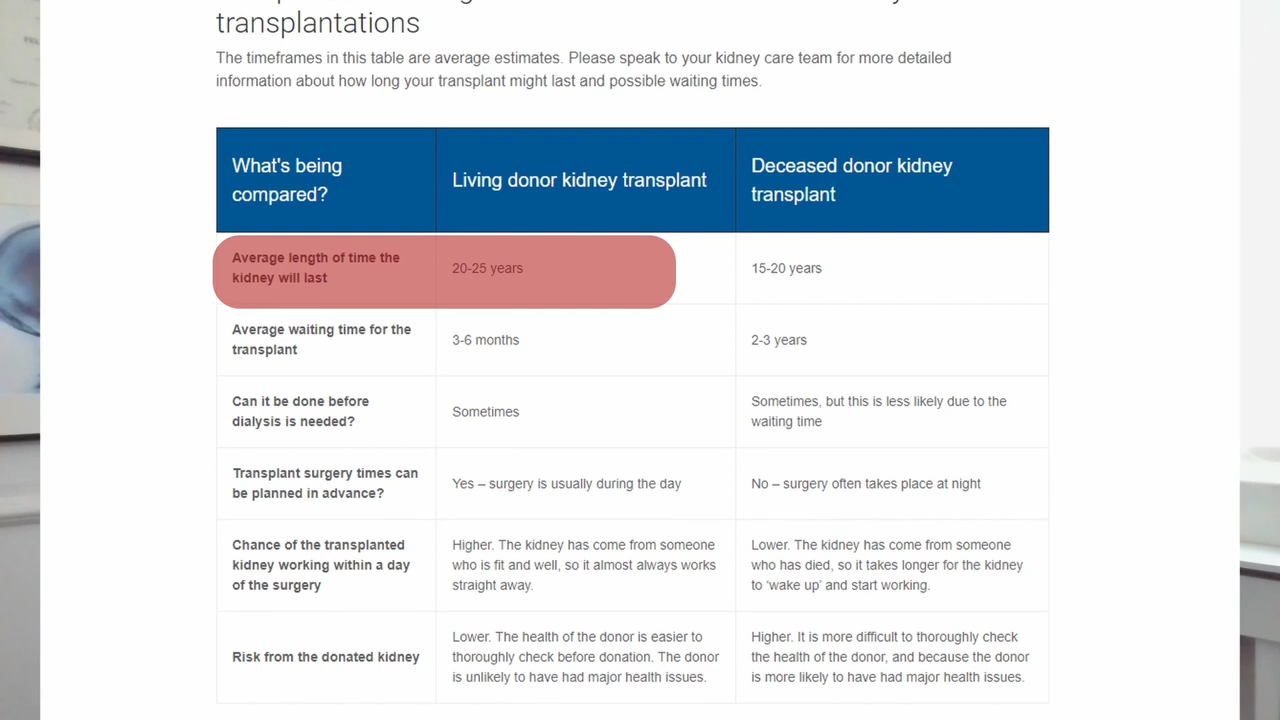 transplantations
The timeframes in this table are average estimates. Please speak to your kidney care team for more detailed
information about how long your transplant might last and possible waiting times.
What's being
compared?
Living donor kidney transplant
Deceased donor kidney
transplant
Average length of time the
kidney will last
20-25 years
15-20 years
Average waiting time for the
transplant
3-6 months
2-3 years
Can it be done before
dialysis is needed?
Sometimes
Sometimes, but this is less likely due to the
waiting time
Transplant surgery times can
be planned in advance?
Yes – surgery is usually during the day
No – surgery often takes place at night
Chance of the transplanted
kidney working within a day
of the surgery
Higher. The kidney has come from someone
who is fit and well, so it almost always works
straight away.
Lower. The kidney has come from someone
who has died, so it takes longer for the kidney
to ‘wake up’ and start working.
Risk from the donated kidney
Lower. The health of the donor is easier to
thoroughly check before donation. The donor
is unlikely to have had major health issues.
Higher. It is more difficult to thoroughly check
the health of the donor, and because the donor
is more likely to have had major health issues.